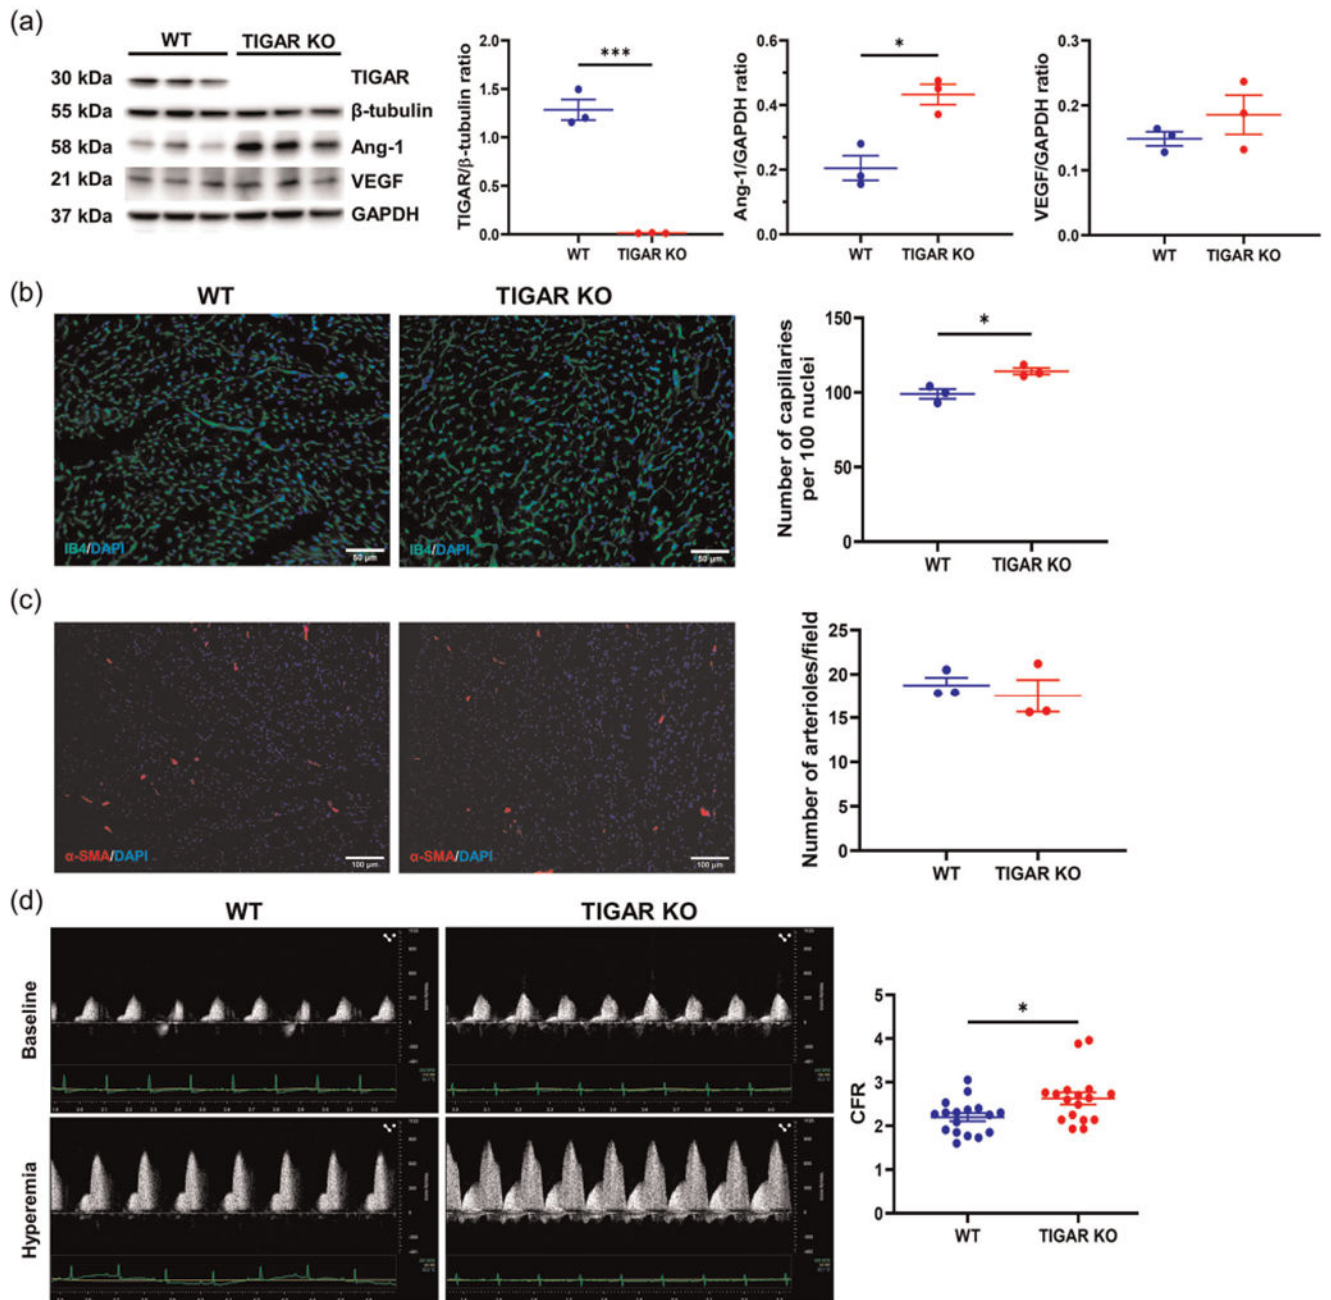 (a)
WT TIGAR KO
30 kDa TIGAR
55 kDa β-tubulin
58 kDa Ang-1
21 kDa VEGF
37 kDa GAPDH
TIGAR/β-tubulin ratio
2.0
1.5
1.0
0.5
0.0
***
WT TIGAR KO
Ang-1/GAPDH ratio
0.6
0.4
0.2
0.0
*
WT TIGAR KO
VEGF/GAPDH ratio
0.3
0.2
0.1
0.0
WT TIGAR KO
(b)
WT TIGAR KO
IB4/DAPI
50 μm
IB4/DAPI
50 μm
Number of capillaries
per 100 nuclei
150
100
50
0
*
WT TIGAR KO
(c)
α-SMA/DAPI
100 μm
α-SMA/DAPI
100 μm
Number of arterioles/field
25
20
15
10
5
0
WT TIGAR KO
(d)
WT TIGAR KO
Baseline
Hyperemia
CFR
5
4
3
2
1
0
*
WT TIGAR KO